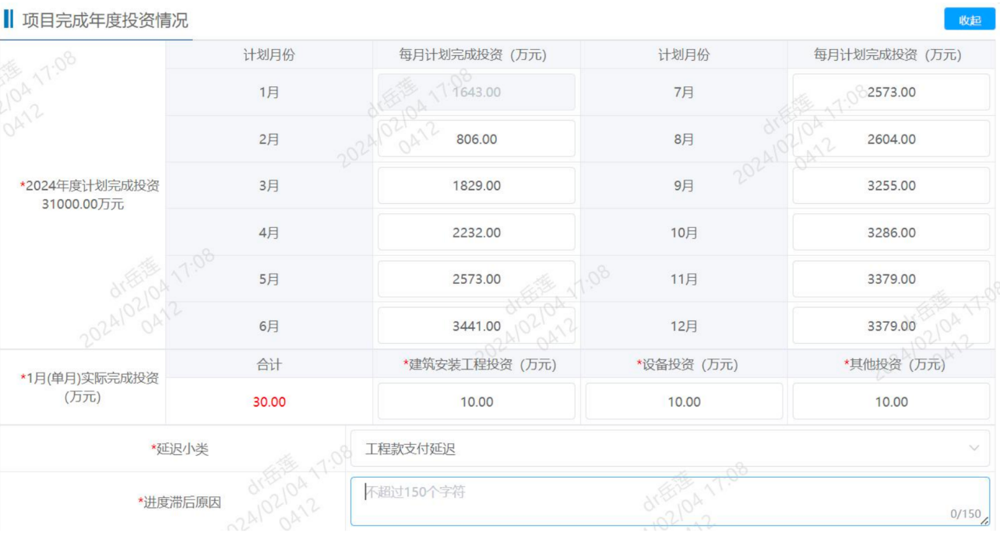 项目完成年度投资情况
收起
计划月份 每月计划完成投资 (万元) 计划月份 每月计划完成投资 (万元)
1月 1643.00 7月 2573.00
2月 806.00 8月 2604.00
*2024年度计划完成投资
31000.00万元
3月 1829.00 9月 3255.00
4月 2232.00 10月 3286.00
5月 2573.00 11月 3379.00
6月 3441.00 12月 3379.00
*1月(单月)实际完成投资
(万元)
合计 *建筑安装工程投资 (万元) *设备投资 (万元) *其他投资 (万元)
30.00 10.00 10.00 10.00
*延迟小类 工程款支付延迟
*进度滞后原因 不超过150个字符
0/150
dr岳莲
2024/02/04 17:08
0412